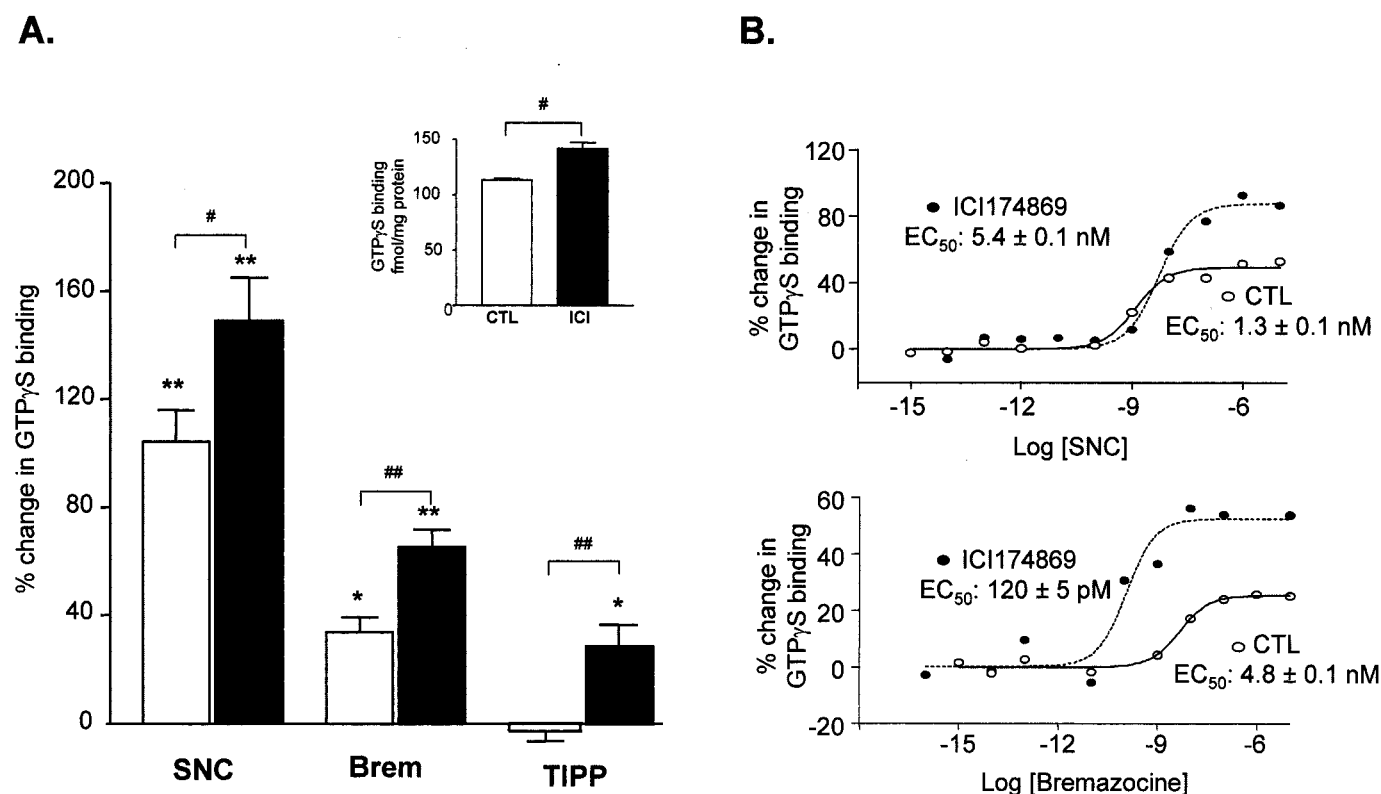 A.
% change in GTPγS binding
200
160
120
80
40
0
#
**
**
##
*
**
##
*
SNC
Brem
TIPP
#
GTPγS binding
fmol/mg protein
150
100
50
0
CTL
ICI
B.
% change in
GTPγS binding
120
80
40
0
ICI174869
EC50: 5.4 ± 0.1 nM
CTL
EC50: 1.3 ± 0.1 nM
-15
-12
-9
-6
Log [SNC]
% change in
GTPγS binding
60
40
20
0
-20
ICI174869
EC50: 120 ± 5 pM
CTL
EC50: 4.8 ± 0.1 nM
-15
-12
-9
-6
Log [Bremazocine]